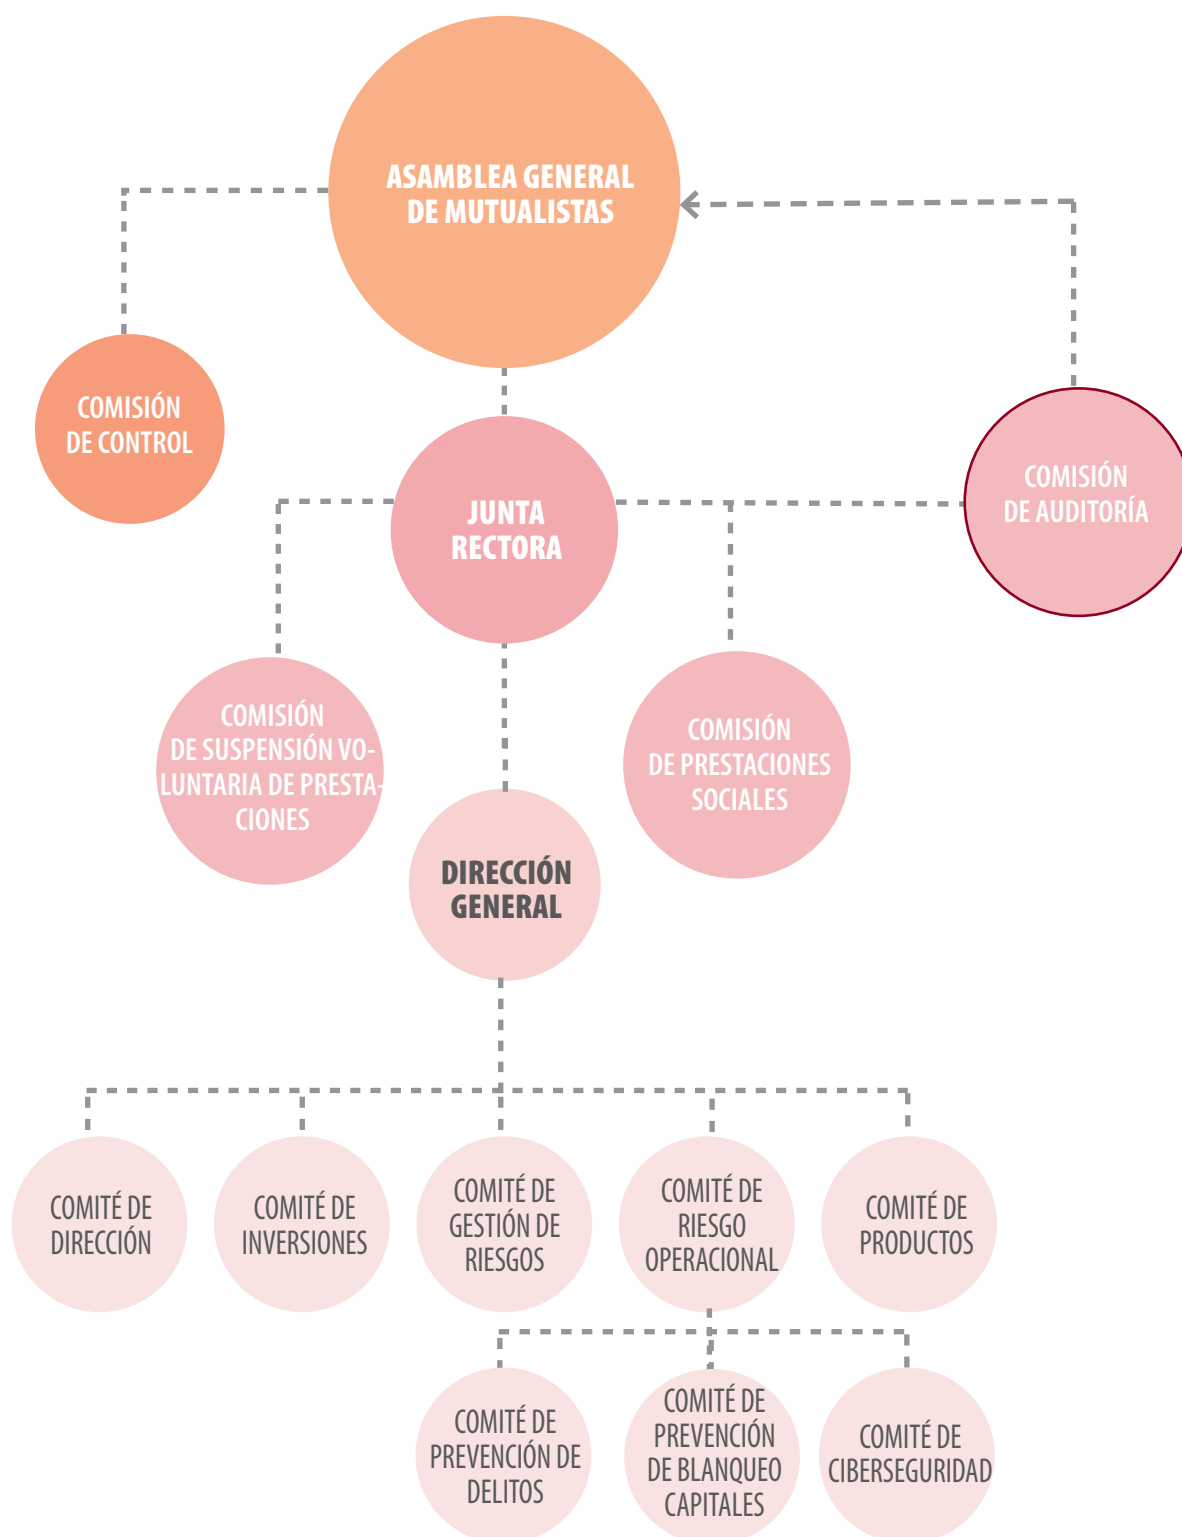 ASAMBLEA GENERAL
DE MUTUALISTAS
COMISIÓN
DE CONTROL
JUNTA
RECTORA
COMISIÓN
DE AUDITORÍA
COMISIÓN
DE SUSPENSIÓN VO-
LUNTARIA DE PRESTA-
CIONES
COMISIÓN
DE PRESTACIONES
SOCIALES
DIRECCIÓN
GENERAL
COMITÉ DE
DIRECCIÓN
COMITÉ DE
INVERSIONES
COMITÉ DE
GESTIÓN DE
RIESGOS
COMITÉ DE
RIESGO
OPERACIONAL
COMITÉ DE
PRODUCTOS
COMITÉ DE
PREVENCIÓN DE
DELITOS
COMITÉ DE
PREVENCIÓN
DE BLANQUEO
CAPITALES
COMITÉ DE
CIBERSEGURIDAD